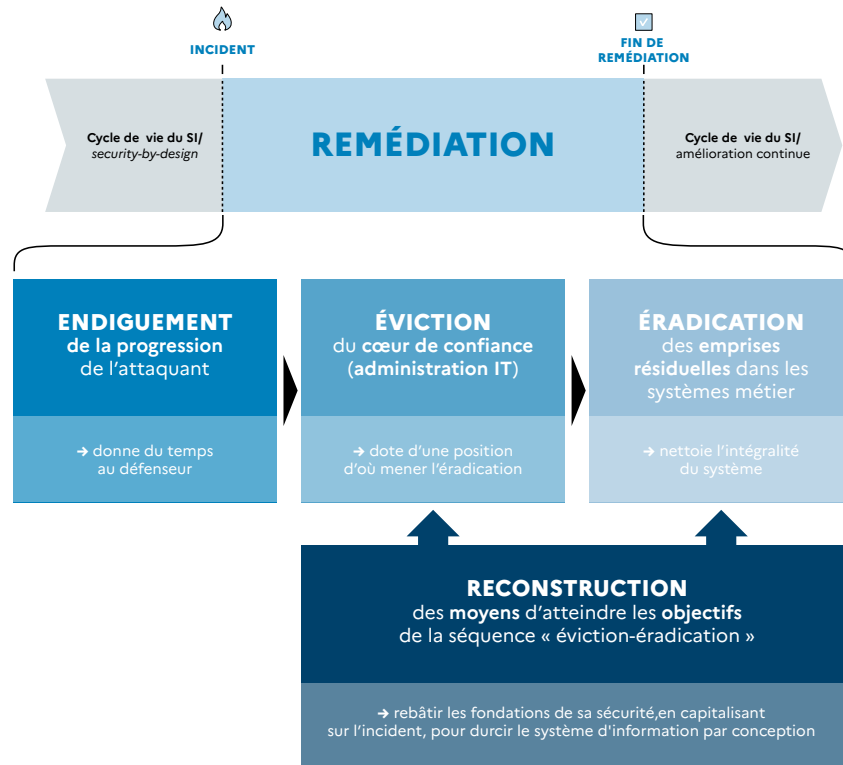 INCIDENT
FIN DE
REMÉDIATION
Cycle de vie du SI/
security-by-design
REMÉDIATION
Cycle de vie du SI/
amélioration continue
ENDIGUEMENT
de la progression
de l'attaquant
→ donne du temps
au défenseur
ÉVICTION
du cœur de confiance
(administration IT)
→ dote d'une position
d'où mener l'éradication
ÉRADICATION
des emprises
résiduelles dans les
systèmes métier
→ nettoie l'intégralité
du système
RECONSTRUCTION
des moyens d'atteindre les objectifs
de la séquence « éviction-éradication »
→ rebâtir les fondations de sa sécurité,en capitalisant
sur l'incident, pour durcir le système d'information par conception